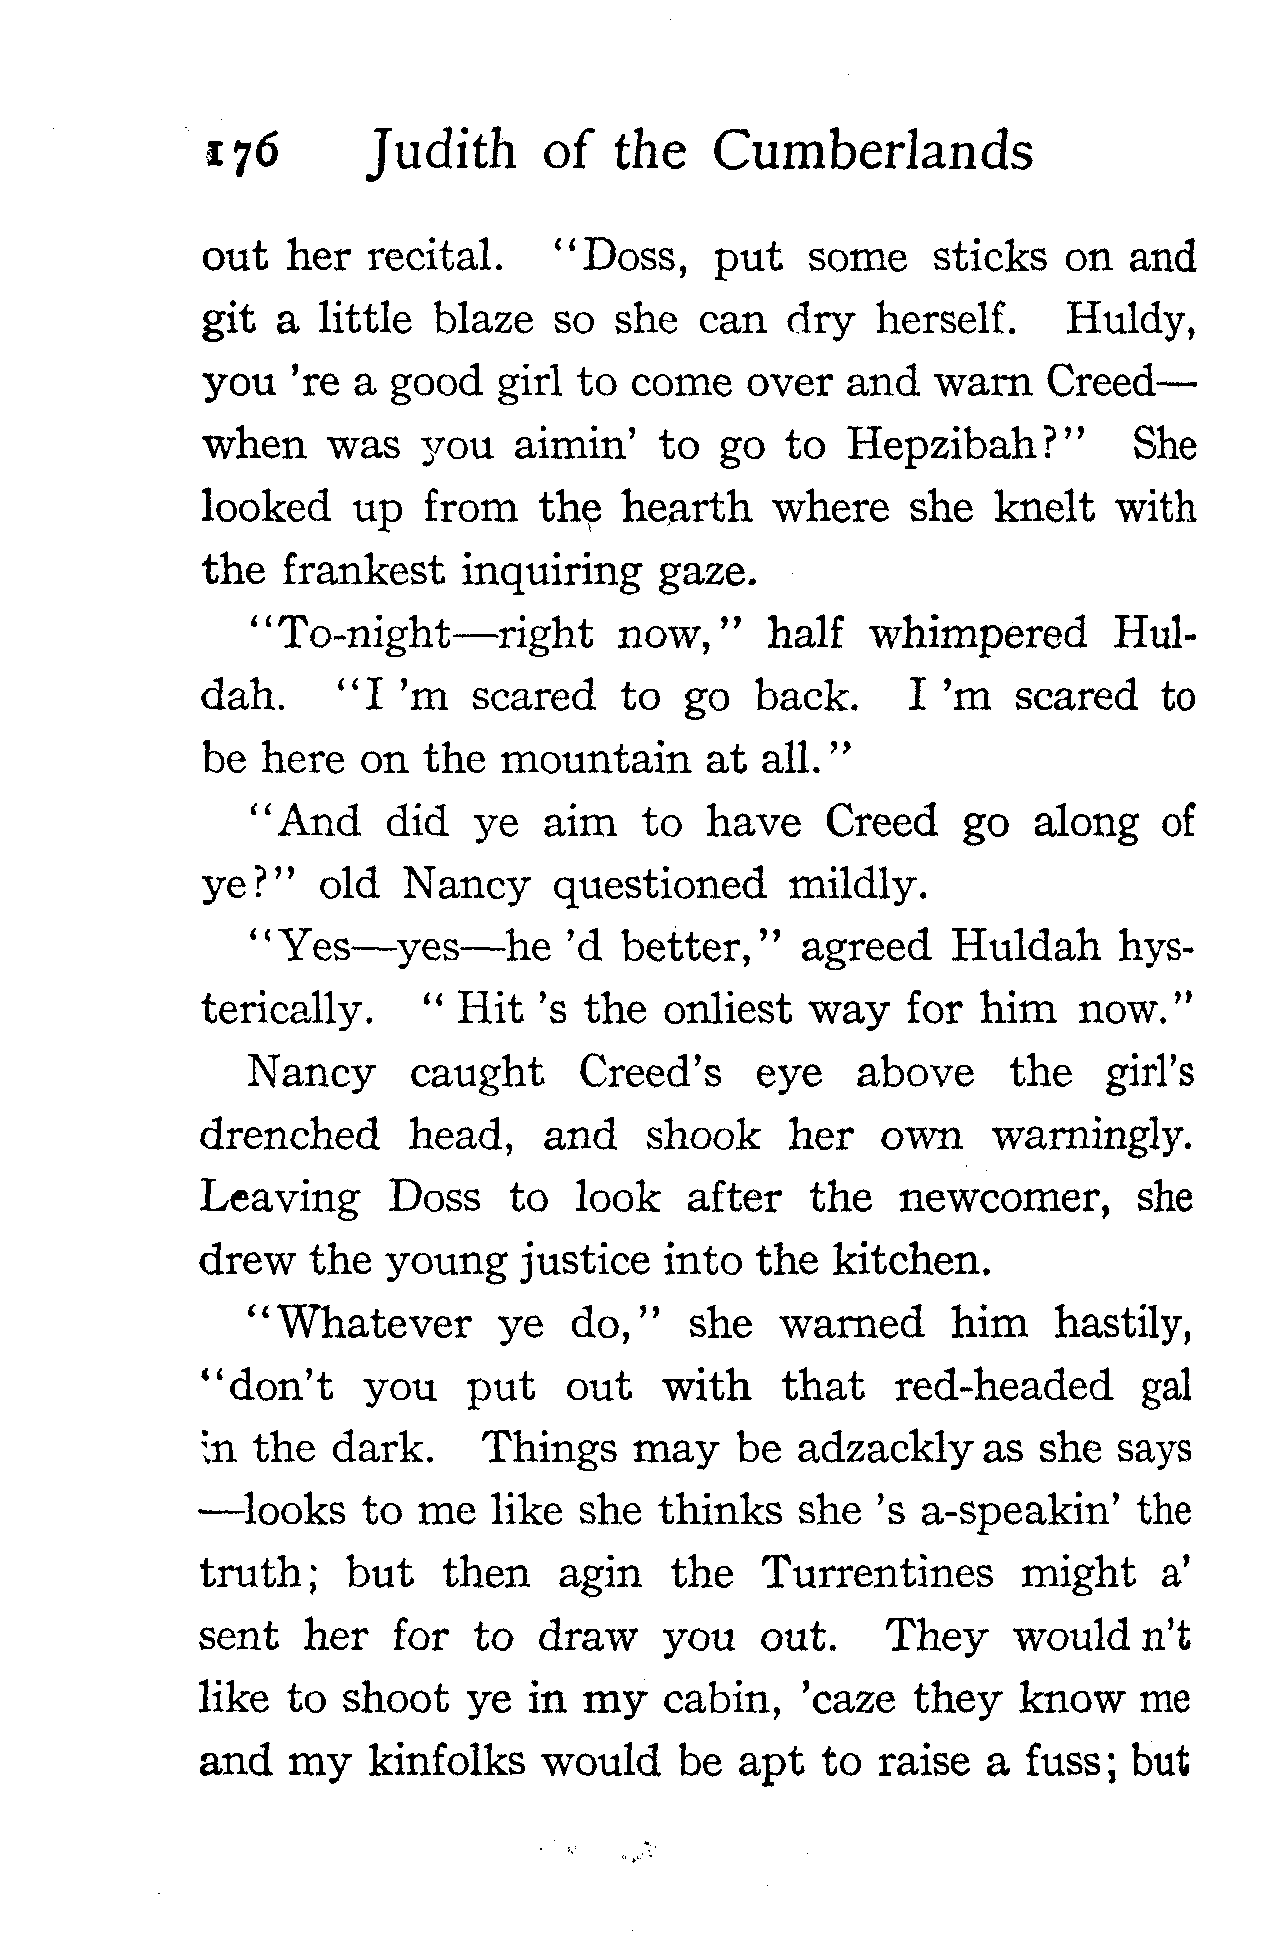 176 Judith of the Cumberlands
out her recital. "Doss, put some sticks on and
git a little blaze so she can dry herself. Huldy,
you 're a good girl to come over and warn Creed—
when was you aimin' to go to Hepzibah?" She
looked up from the hearth where she knelt with
the frankest inquiring gaze.
"To-night—right now," half whimpered Hul-
dah. "I 'm scared to go back. I 'm scared to
be here on the mountain at all."
"And did ye aim to have Creed go along of
ye?" old Nancy questioned mildly.
"Yes—yes—he 'd better," agreed Huldah hys-
terically. "Hit 's the onliest way for him now."
Nancy caught Creed's eye above the girl's
drenched head, and shook her own warningly.
Leaving Doss to look after the newcomer, she
drew the young justice into the kitchen.
"Whatever ye do," she warned him hastily,
"don't you put out with that red-headed gal
in the dark. Things may be adzackly as she says
—looks to me like she thinks she 's a-speakin' the
truth; but then agin the Turrentines might a'
sent her for to draw you out. They would n't
like to shoot ye in my cabin, 'caze they know me
and my kinfolks would be apt to raise a fuss; but